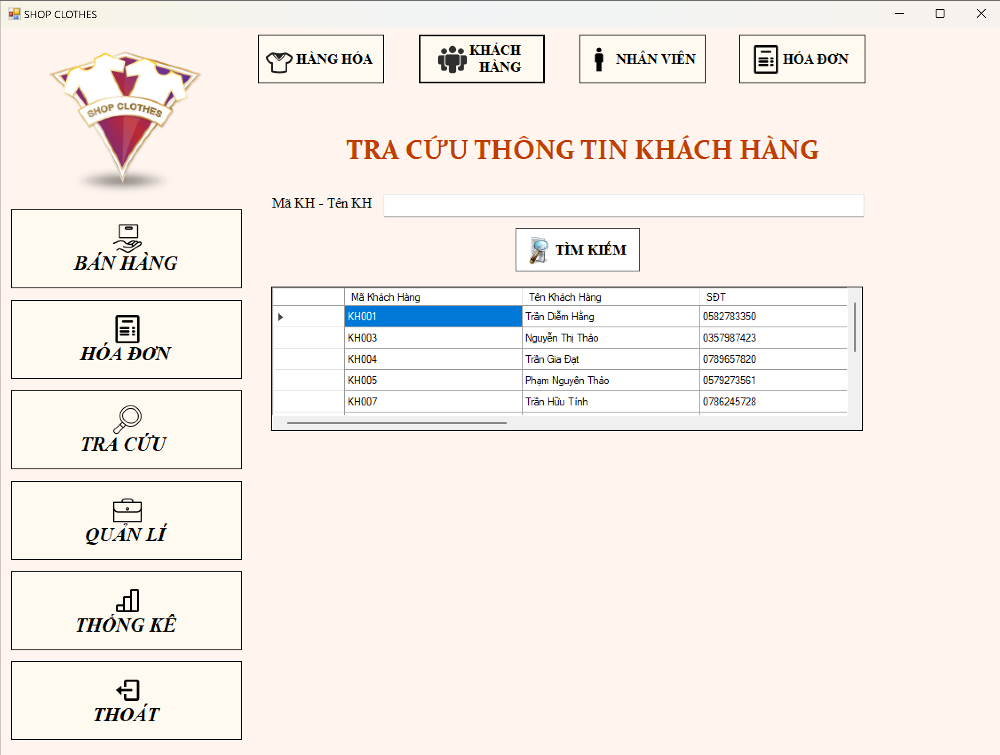 SHOP CLOTHES
SHOP CLOTHES
HÀNG HÓA
KHÁCH
HÀNG
NHÂN VIÊN
HÓA ĐƠN
TRA CỨU THÔNG TIN KHÁCH HÀNG
Mã KH - Tên KH
TÌM KIẾM
BÁN HÀNG
HÓA ĐƠN
TRA CỨU
QUẢN LÍ
THỐNG KÊ
THOÁT
Mã Khách Hàng Tên Khách Hàng SĐT
KH001 Trần Diễm Hằng 0582783350
KH003 Nguyễn Thị Thảo 0357987423
KH004 Trần Gia Đạt 0789657820
KH005 Phạm Nguyên Thảo 0579273561
KH007 Trần Hữu Tính 0786245728